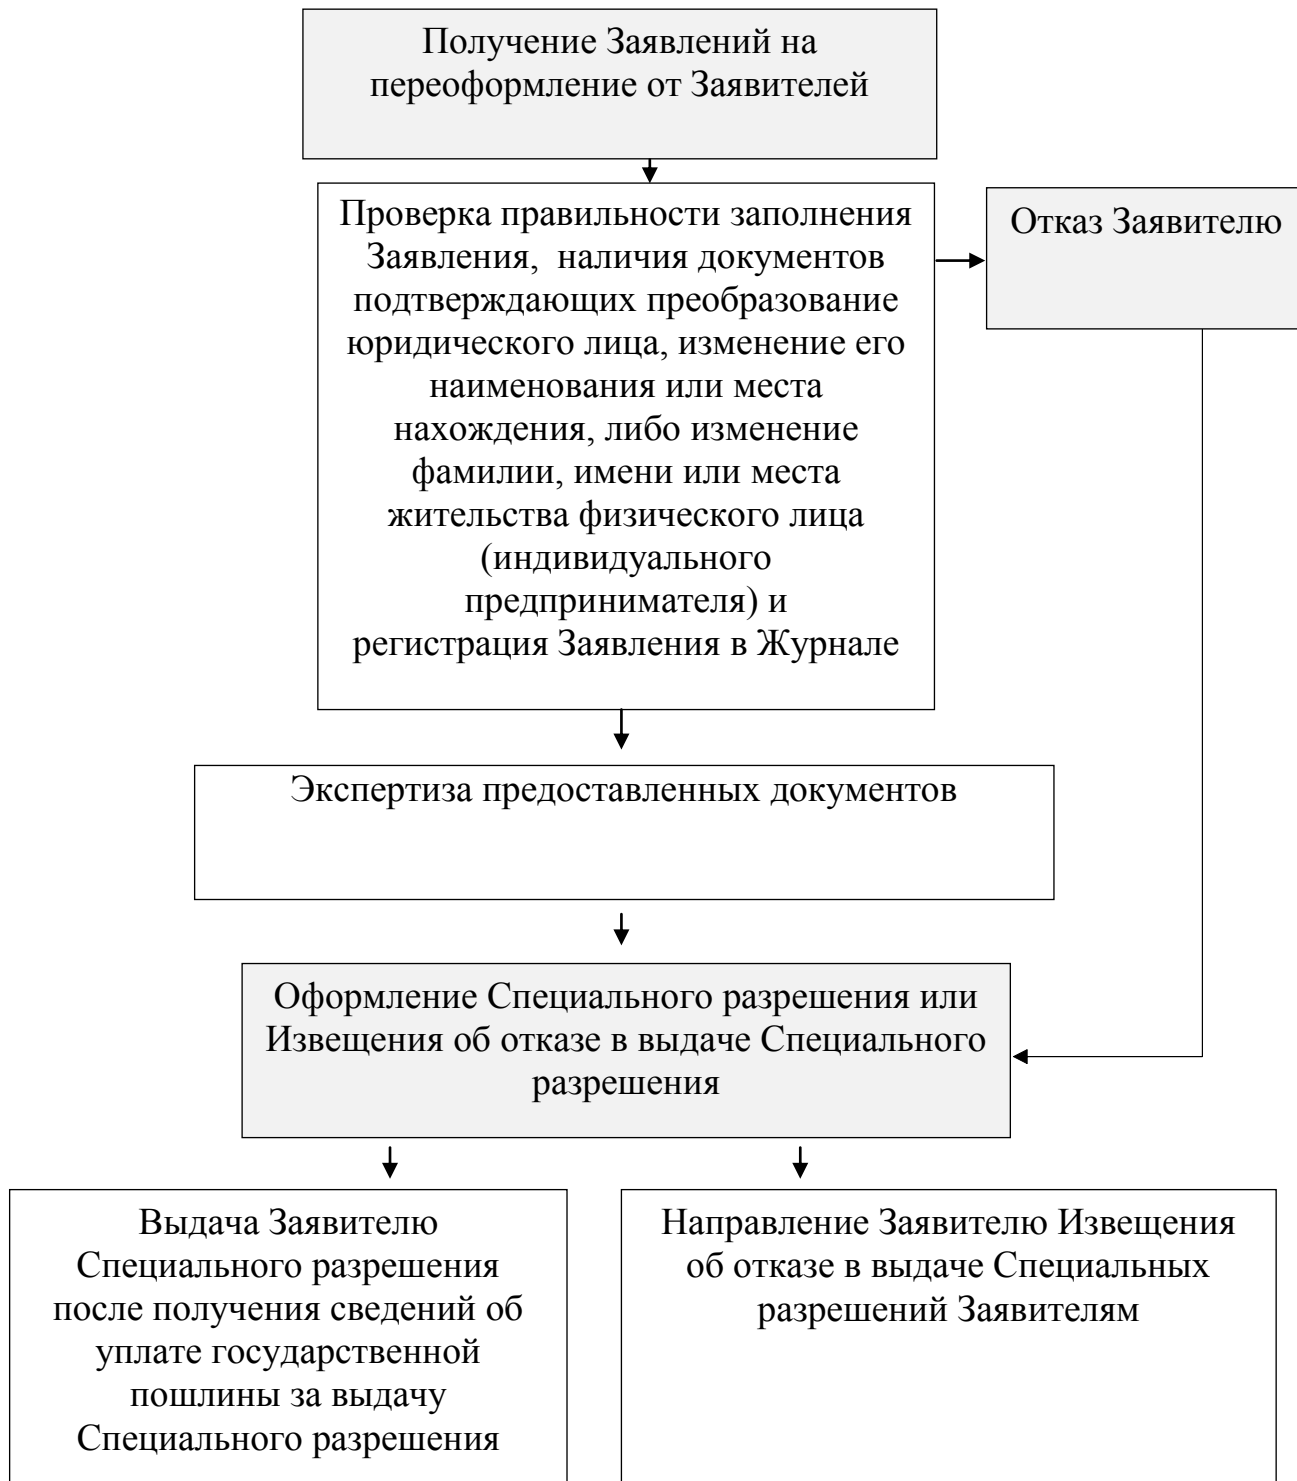 Получение Заявлений на
переоформление от Заявителей
Проверка правильности заполнения
Заявления,  наличия документов
подтверждающих преобразование
юридического лица, изменение его
наименования или места
нахождения, либо изменение
фамилии, имени или места
жительства физического лица
(индивидуального
предпринимателя) и
регистрация Заявления в Журнале
Отказ Заявителю
Экспертиза предоставленных документов
Оформление Специального разрешения или
Извещения об отказе в выдаче Специального
разрешения
Выдача Заявителю
Специального разрешения
после получения сведений об
уплате государственной
пошлины за выдачу
Специального разрешения
Направление Заявителю Извещения
об отказе в выдаче Специальных
разрешений Заявителям